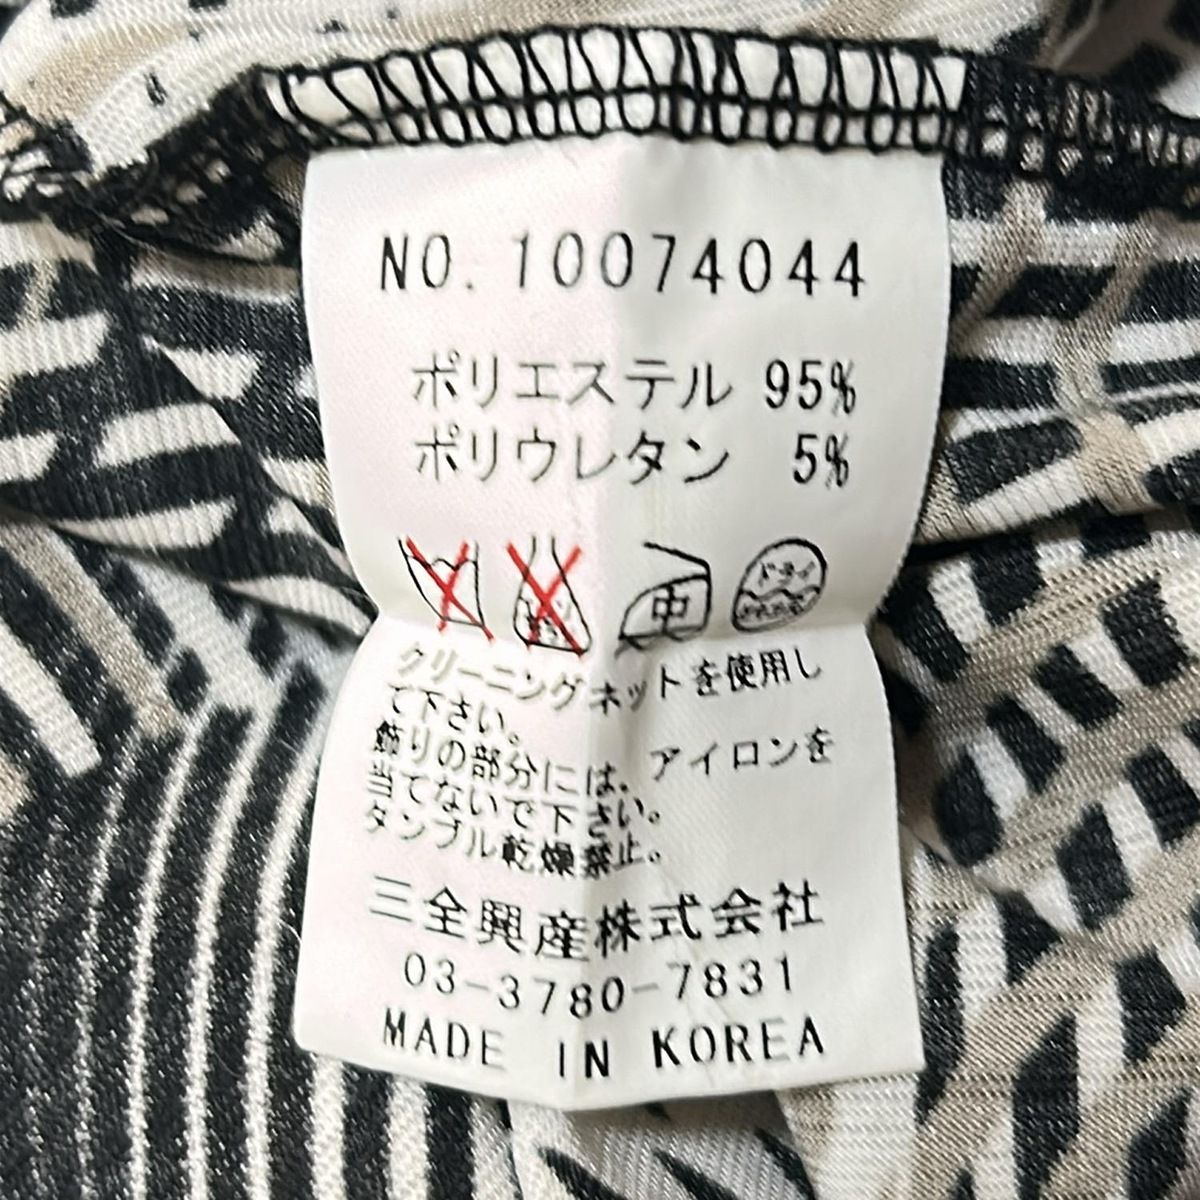 NO. 10074044
ポリエステル 95%
ポリウレタン 5%
中
ドライ
クリーニングネットを使用し
て下さい。
飾りの部分には、アイロンを
当てないで下さい。
タンブル乾燥禁止。
三全興産株式会社
03-3780-7831
MADE IN KOREA